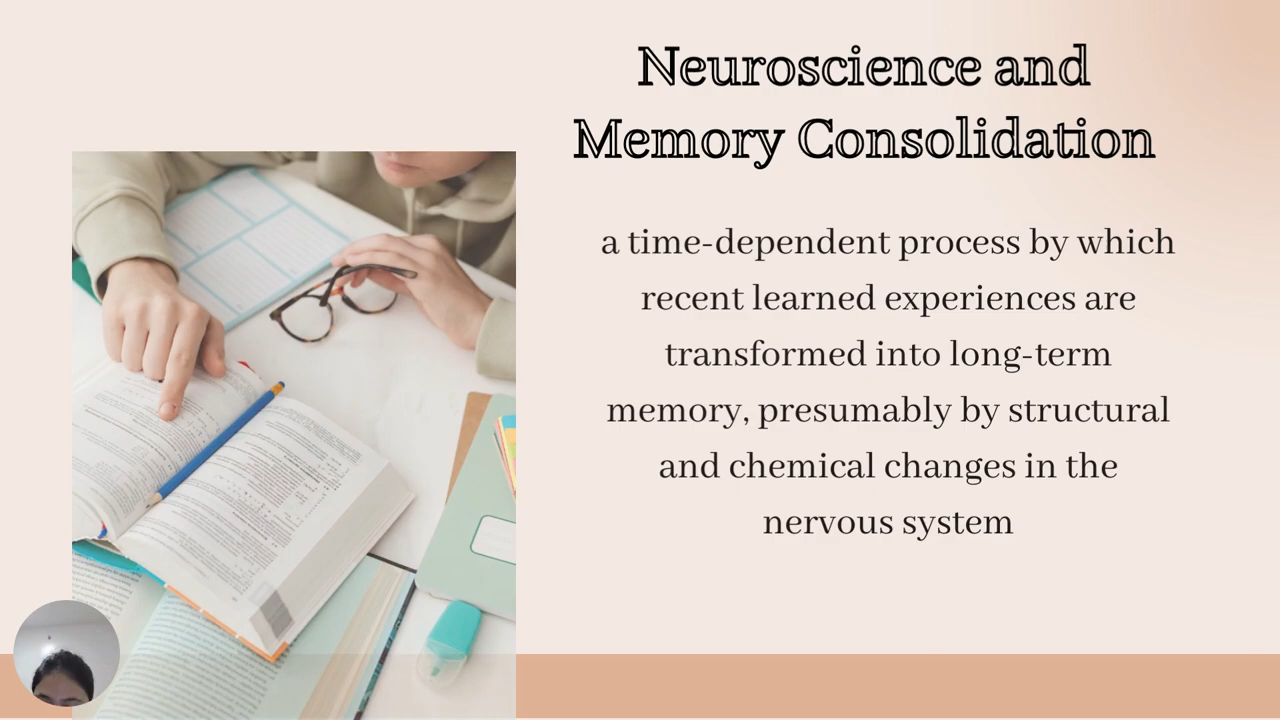 Neuroscience and
Memory Consolidation
a time-dependent process by which
recent learned experiences are
transformed into long-term
memory, presumably by structural
and chemical changes in the
nervous system